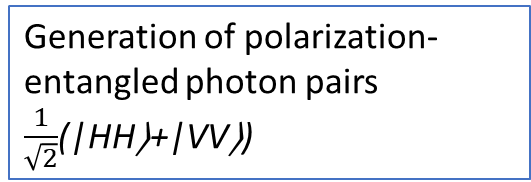 Generation of polarization-
entangled photon pairs
1/√2(|HH⟩+|VV⟩)